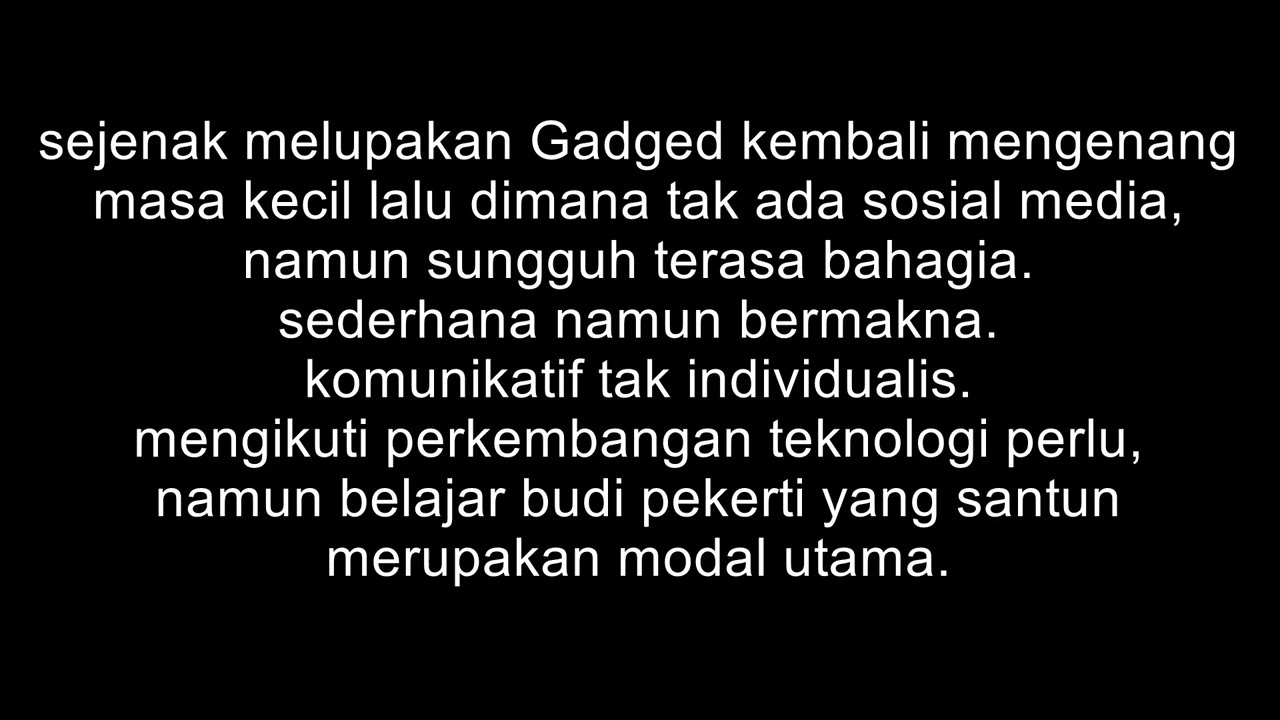 sejenak melupakan Gadged kembali mengenang
masa kecil lalu dimana tak ada sosial media,
namun sungguh terasa bahagia.
sederhana namun bermakna.
komunikatif tak individualis.
mengikuti perkembangan teknologi perlu,
namun belajar budi pekerti yang santun
merupakan modal utama.